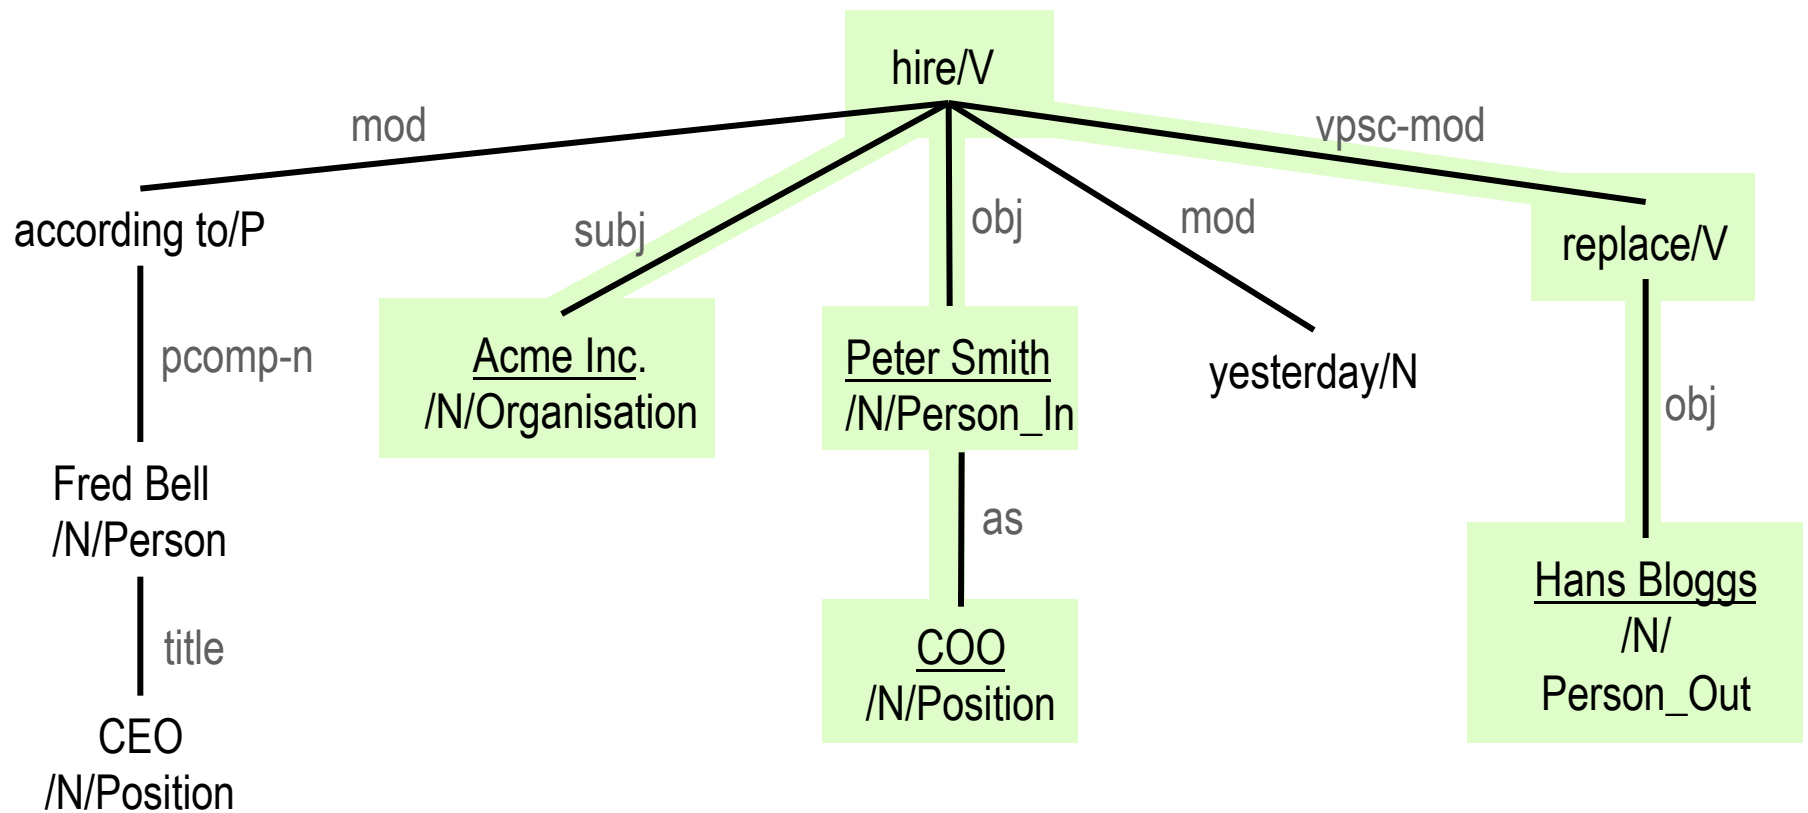 hire/V
mod
vpsc-mod
according to/P
subj
obj
mod
replace/V
pcomp-n
Acme Inc.
/N/Organisation
Peter Smith
/N/Person_In
yesterday/N
obj
Fred Bell
/N/Person
as
Hans Bloggs
/N/
Person_Out
title
COO
/N/Position
CEO
/N/Position